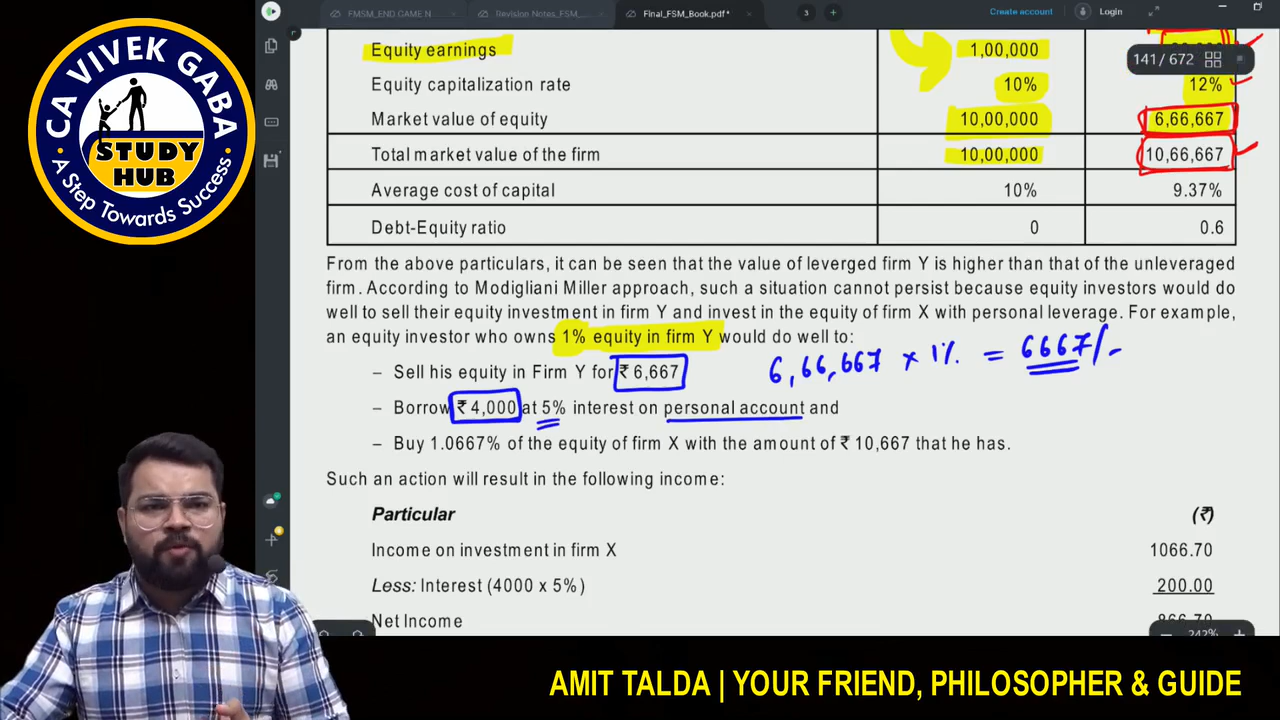 FMSM_END GAME N
Revision Notes_FSM_
Final_FSM_Book.pdf*
3
Create account
Login
141/672
CA VIVEK GABA
STUDY
HUB
• A Step Towards Success •
Equity earnings 1,00,000
Equity capitalization rate 10% 12%
Market value of equity 10,00,000 6,66,667
Total market value of the firm 10,00,000 10,66,667
Average cost of capital 10% 9.37%
Debt-Equity ratio 0 0.6
From the above particulars, it can be seen that the value of leverged firm Y is higher than that of the unleveraged
firm. According to Modigliani Miller approach, such a situation cannot persist because equity investors would do
well to sell their equity investment in firm Y and invest in the equity of firm X with personal leverage. For example,
an equity investor who owns 1% equity in firm Y would do well to:
6,66,667 × 1% = 6667/-
– Sell his equity in Firm Y for ₹ 6,667
– Borrow ₹ 4,000 at 5% interest on personal account and
– Buy 1.0667% of the equity of firm X with the amount of ₹ 10,667 that he has.
Such an action will result in the following income:
Particular (₹)
Income on investment in firm X 1066.70
Less: Interest (4000 x 5%) 200.00
Net Income 866.70
242%
AMIT TALDA | YOUR FRIEND, PHILOSOPHER & GUIDE